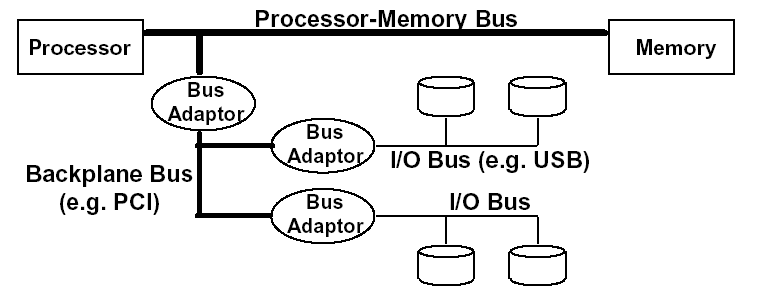 Processor-Memory Bus
Processor
Memory
Bus
Adaptor
Bus
Adaptor
I/O Bus (e.g. USB)
Backplane Bus
(e.g. PCI)
Bus
Adaptor
I/O Bus